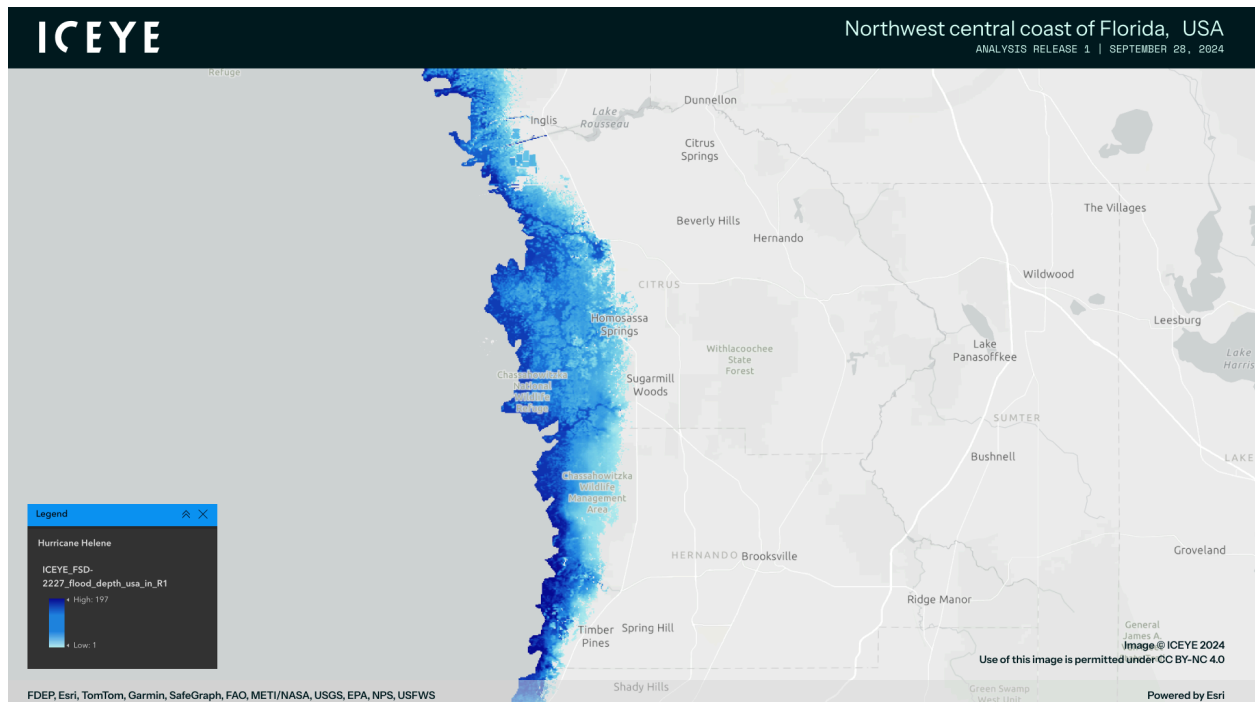 ICEYE
Northwest central coast of Florida, USA
ANALYSIS RELEASE 1 | SEPTEMBER 28, 2024
Refuge
Dunnellon
Inglis
Lake
Rousseau
Citrus
Springs
The Villages
Beverly Hills
Hernando
Wildwood
CITRUS
Homosassa
Springs
Leesburg
Lake
Panasoffkee
Withlacoochee
State
Forest
Lake
Harris
Chassahowitzka
National
Wildlife
Refuge
Sugarmill
Woods
SUMTER
Bushnell
LAKE
Chassahowitzka
Wildlife
Management
Area
HERNANDO
Brooksville
Groveland
Ridge Manor
Timber
Pines
Spring Hill
Shady Hills
General
James A.
Green Swamp
West Unit
Legend
Hurricane Helene
ICEYE_FSD-
2227_flood_depth_usa_in_R1
High: 197
Low: 1
Image © ICEYE 2024
Use of this image is permitted under CC BY-NC 4.0
FDEP, Esri, TomTom, Garmin, SafeGraph, FAO, METI/NASA, USGS, EPA, NPS, USFWS
Powered by Esri